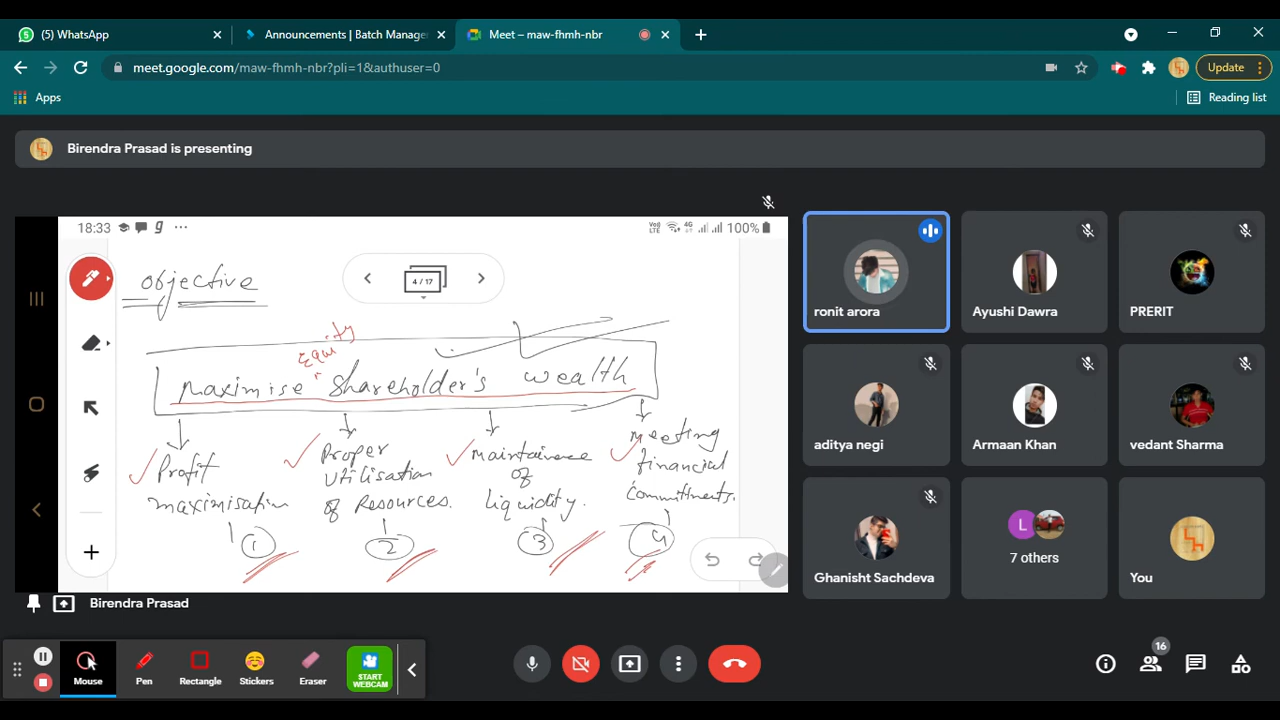 (5) WhatsApp
Announcements | Batch Manage
Meet – maw-fhmh-nbr
meet.google.com/maw-fhmh-nbr?pli=1&authuser=0
Update
Apps
Reading list
Birendra Prasad is presenting
18:33
g
VoD LTE
4G
100%
objective
4 / 17
Equity
Maximise Shareholder's wealth
Profit
maximisation
1
Proper
utilisation
of Resources.
2
Maintainence
of
liquidity.
3
Meeting
financial
Committments.
4
Birendra Prasad
ronit arora
Ayushi Dawra
PRERIT
aditya negi
Armaan Khan
vedant Sharma
Ghanisht Sachdeva
L
7 others
You
Mouse
Pen
Rectangle
Stickers
Eraser
START
WEBCAM
16